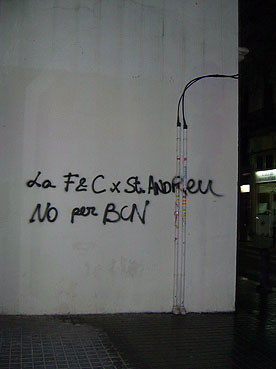 La F&C x St. ANDReu
NO per BCN